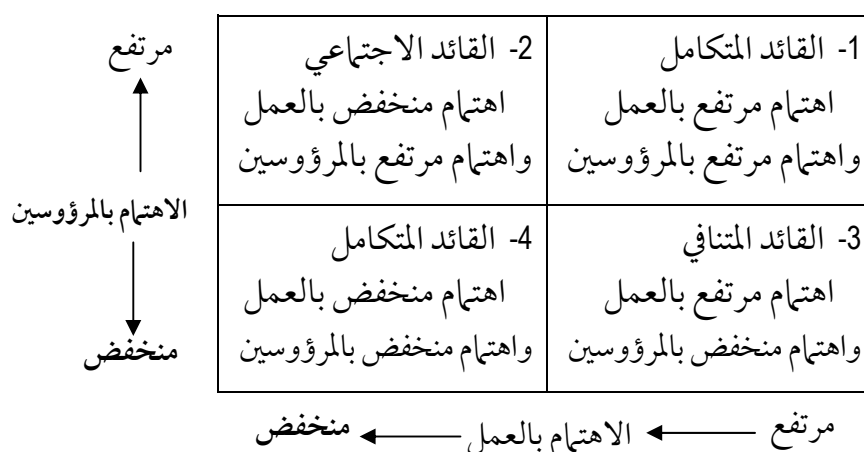 1- القائد المتكامل
اهتمام مرتفع بالعمل
واهتمام مرتفع بالمرؤوسين
2- القائد الاجتماعي
اهتمام منخفض بالعمل
واهتمام مرتفع بالمرؤوسين
مرتفع
الاهتمام بالمرؤوسين
منخفض
3- القائد المتنافي
اهتمام مرتفع بالعمل
واهتمام منخفض بالمرؤوسين
4- القائد المتكامل
اهتمام منخفض بالعمل
واهتمام منخفض بالمرؤوسين
مرتفع الاهتمام بالعمل منخفض